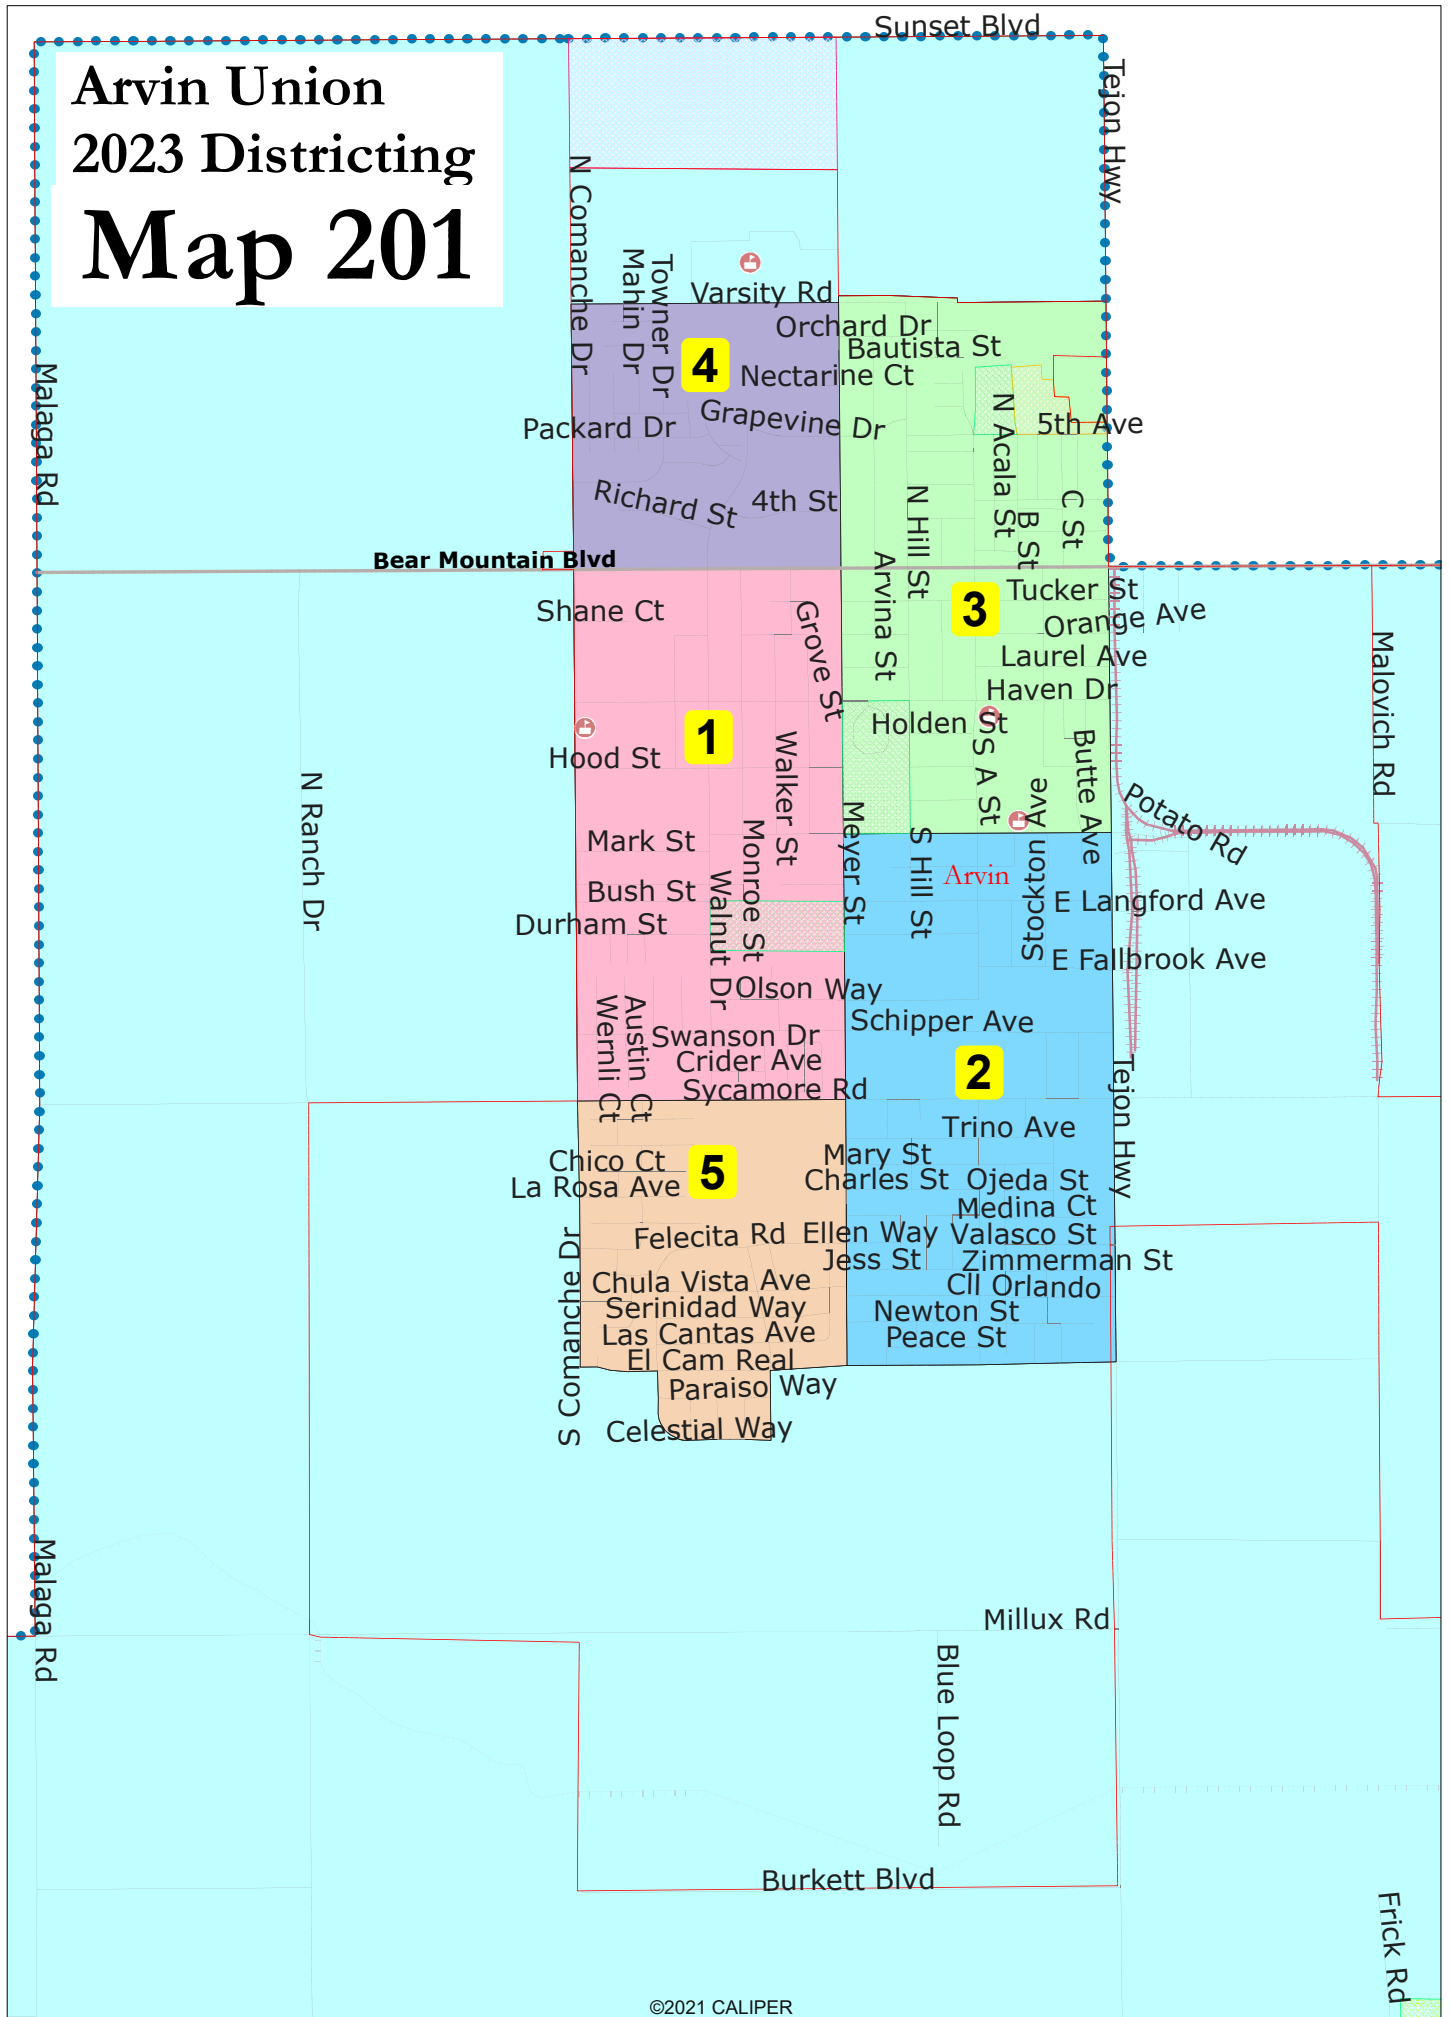 Sunset Blvd
Arvin Union
2023 Districting
Map 201
Tejon Hwy
N Comanche Dr
Mahin Dr
Towner Dr
Varsity Rd
Orchard Dr
Bautista St
4
Nectarine Ct
Malaga Rd
Packard Dr
Grapevine Dr
N Acala St
5th Ave
Richard St
4th St
N Hill St
B St
C St
Bear Mountain Blvd
Arvina St
3
Tucker St
Shane Ct
Grove St
Orange Ave
Laurel Ave
Malovich Rd
Haven Dr
1
Holden St
Hood St
Walker St
S A St
Butte Ave
N Ranch Dr
Stockton Ave
Potato Rd
Mark St
Monroe St
Meyer St
S Hill St
Arvin
Bush St
Walnut Dr
E Langford Ave
Durham St
E Fallbrook Ave
Olson Way
Wernli Ct
Austin Ct
Schipper Ave
Swanson Dr
Crider Ave
2
Sycamore Rd
Tejon Hwy
Trino Ave
Chico Ct
5
Mary St
La Rosa Ave
Charles St
Ojeda St
Medina Ct
Felecita Rd
Ellen Way
Valasco St
S Comanche Dr
Jess St
Zimmerman St
Chula Vista Ave
Cll Orlando
Serinidad Way
Newton St
Las Cantas Ave
Peace St
El Cam Real
Paraiso Way
Celestial Way
Malaga Rd
Millux Rd
Blue Loop Rd
Burkett Blvd
Frick Rd
©2021 CALIPER